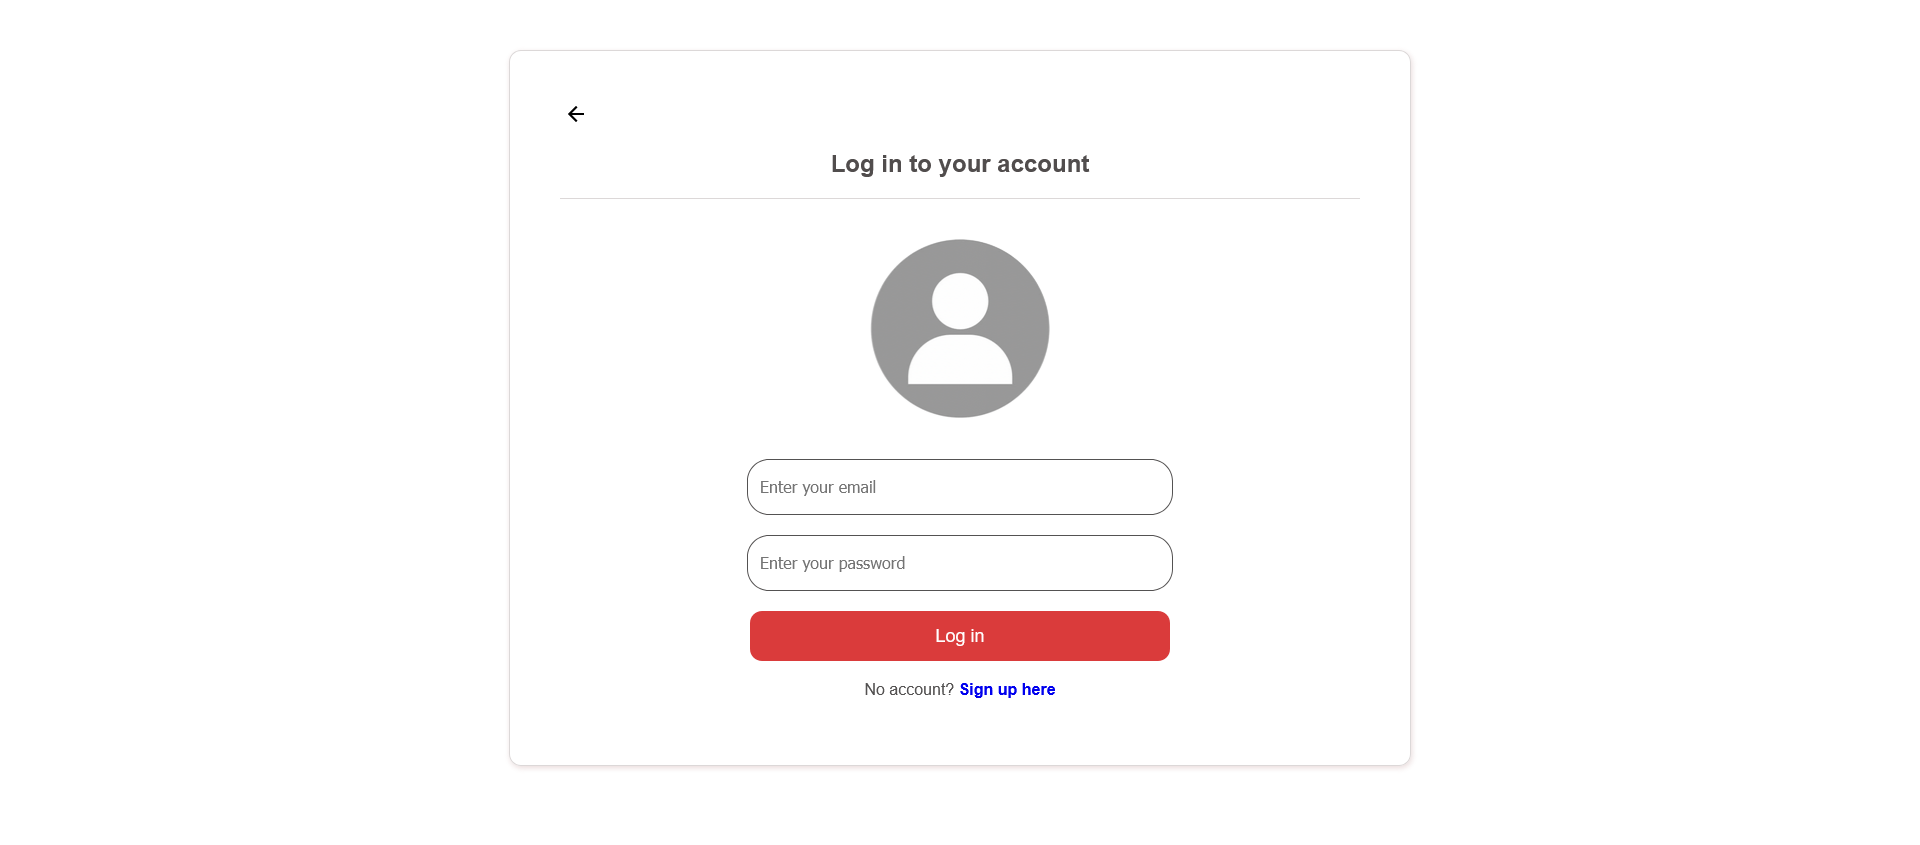 Log in to your account
Enter your email
Enter your password
Log in
No account? Sign up here